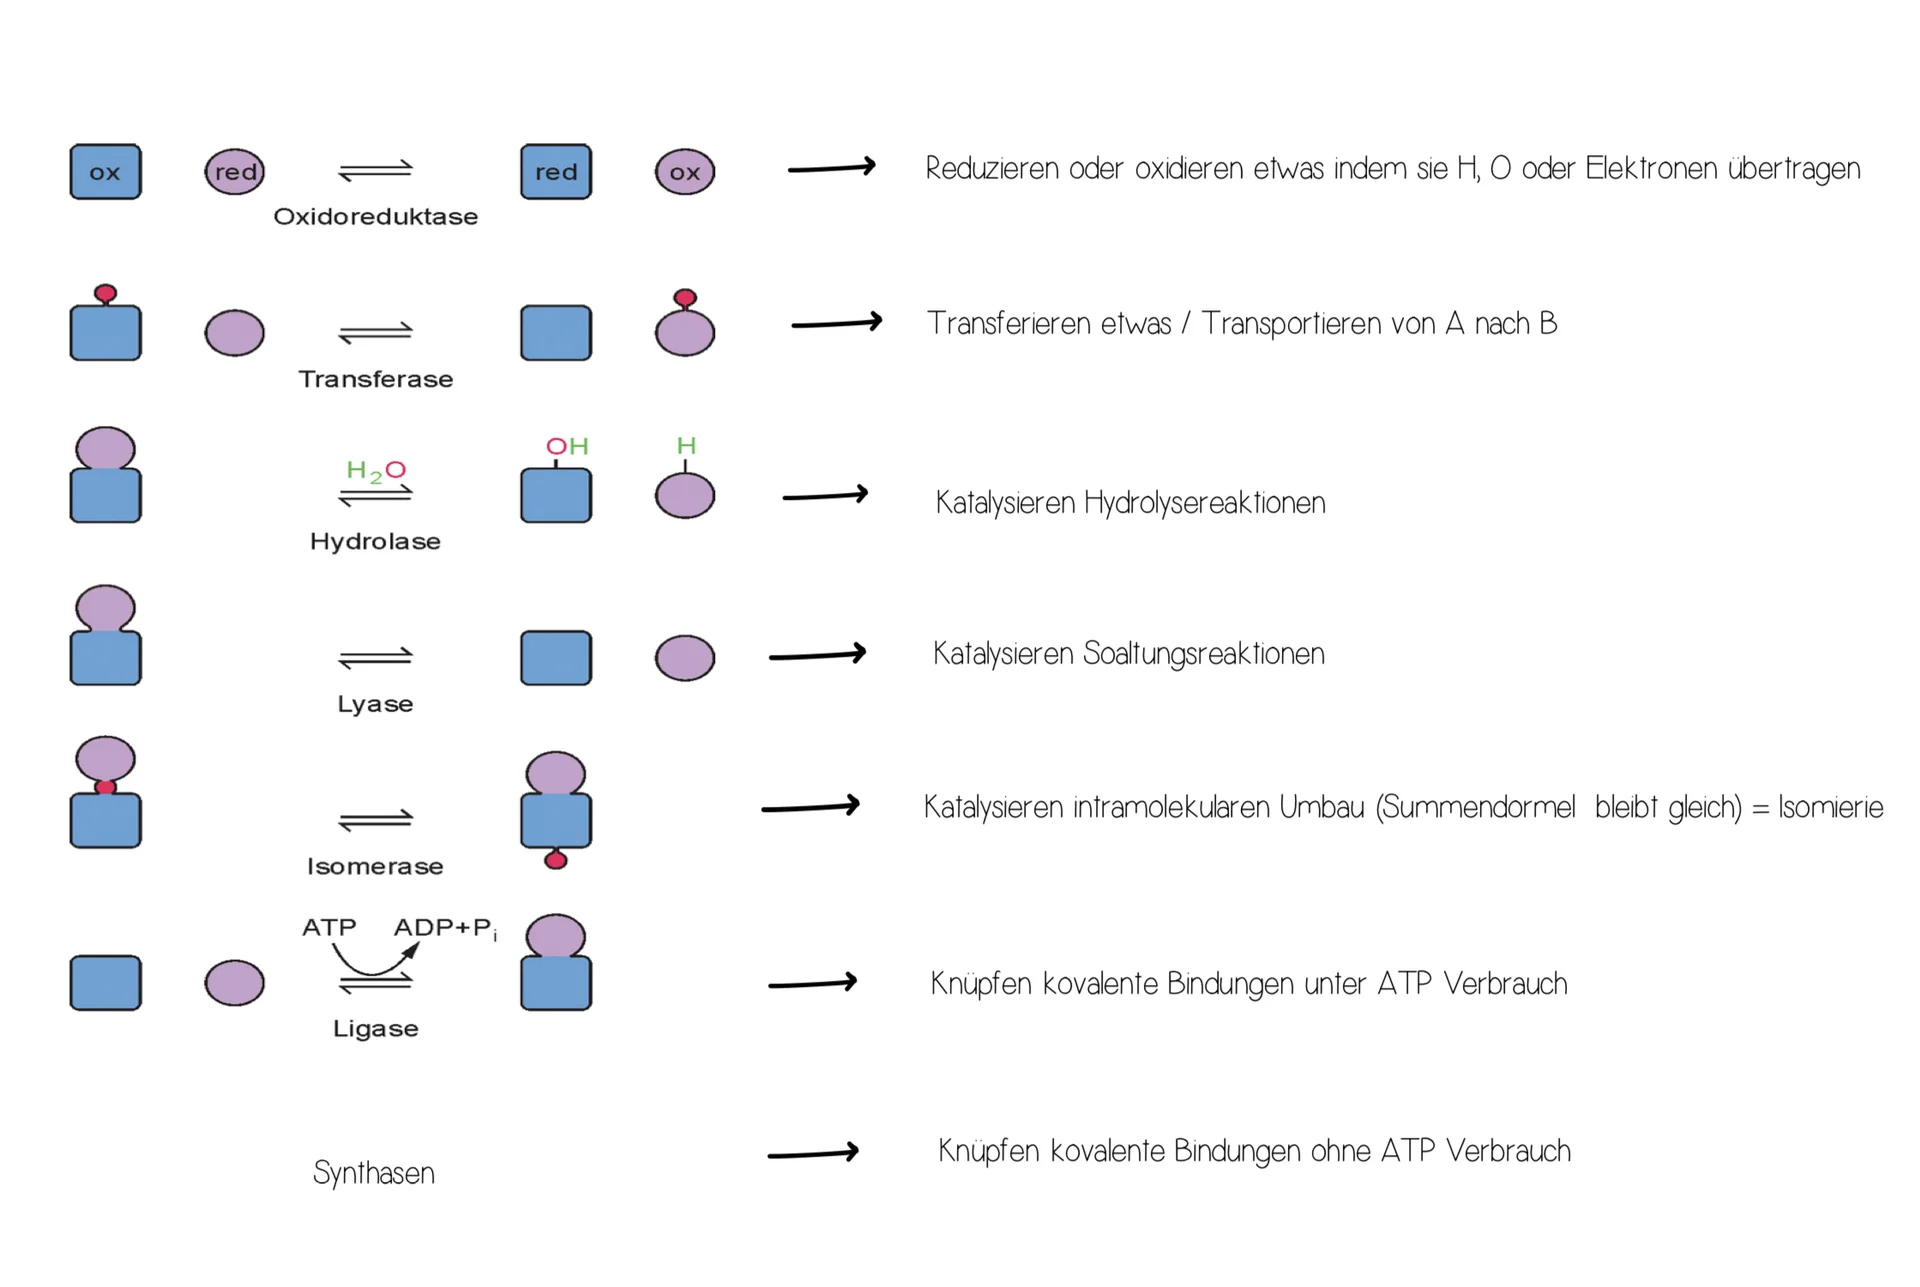 ox red red ox Reduzieren oder oxidieren etwas indem sie H, O oder Elektronen übertragen
Oxidoreduktase
Transferieren etwas / Transportieren von A nach B
Transferase
OH H
H₂O
Katalysieren Hydrolysereaktionen
Hydrolase
Katalysieren Soaltungsreaktionen
Lyase
Katalysieren intramolekularen Umbau (Summendormel bleibt gleich) = Isomierie
Isomerase
ATP ADP+Pᵢ
Knüpfen kovalente Bindungen unter ATP Verbrauch
Ligase
Knüpfen kovalente Bindungen ohne ATP Verbrauch
Synthasen